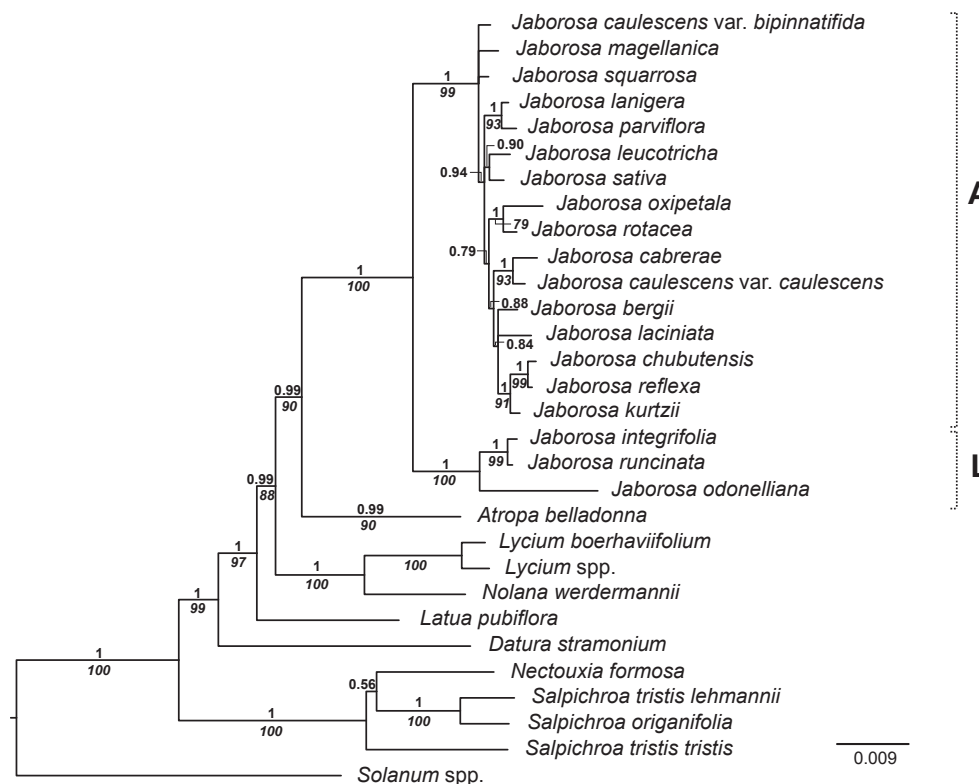 Jaborosa caulescens var. bipinnatifida
A
Jaborosa magellanica
1
99
Jaborosa squarrosa
Jaborosa lanigera
1
93
Jaborosa parviflora
0.90
Jaborosa leucotricha
0.94
Jaborosa sativa
Jaborosa oxipetala
1
79
Jaborosa rotacea
0.79
Jaborosa cabrerae
1
93
Jaborosa caulescens var. caulescens
1
100
0.88
Jaborosa bergii
Jaborosa laciniata
0.84
Jaborosa chubutensis
1
99
Jaborosa reflexa
1
91
Jaborosa kurtzii
0.99
90
Jaborosa integrifolia
1
99
Jaborosa runcinata
L
1
100
Jaborosa odonelliana
0.99
88
0.99
90
Atropa belladonna
Lycium boerhaviifolium
1
97
100
Lycium spp.
1
100
Nolana werdermannii
1
99
Latua pubiflora
Datura stramonium
1
100
Nectouxia formosa
0.56
Salpichroa tristis lehmannii
1
100
1
100
Salpichroa origanifolia
Salpichroa tristis tristis
0.009
Solanum spp.